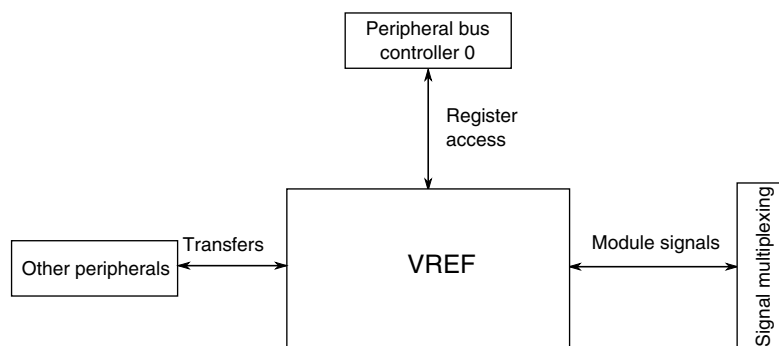 Peripheral bus
controller 0
Register
access
Transfers
Other peripherals
VREF
Module signals
Signal multiplexing